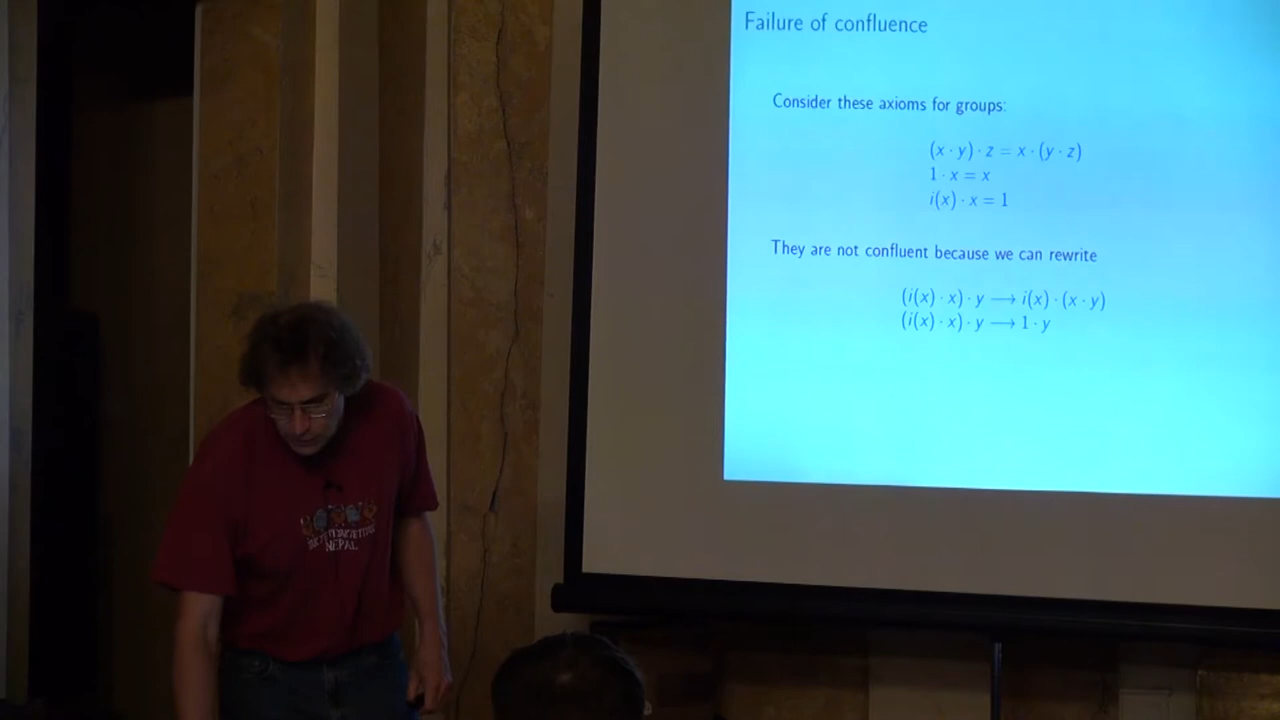 Failure of confluence
Consider these axioms for groups:
(x · y) · z = x · (y · z)
1 · x = x
i(x) · x = 1
They are not confluent because we can rewrite
(i(x) · x) · y ⟶ i(x) · (x · y)
(i(x) · x) · y ⟶ 1 · y
NEPAL